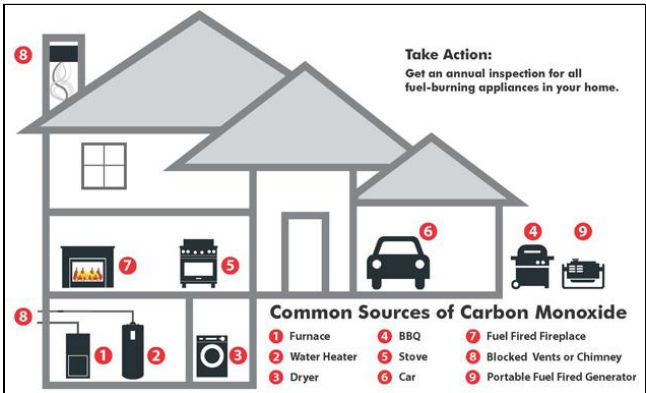 8
Take Action:
Get an annual inspection for all
fuel-burning appliances in your home.
7
5
6
4
9
8
1
2
3
Common Sources of Carbon Monoxide
1 Furnace
2 Water Heater
3 Dryer
4 BBQ
5 Stove
6 Car
7 Fuel Fired Fireplace
8 Blocked Vents or Chimney
9 Portable Fuel Fired Generator